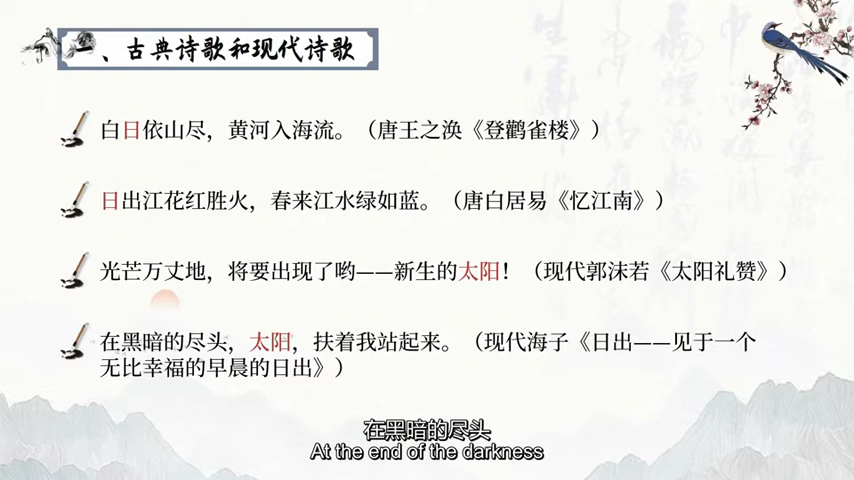 一、古典诗歌和现代诗歌
白日依山尽，黄河入海流。（唐王之涣《登鹳雀楼》）
日出江花红胜火，春来江水绿如蓝。（唐白居易《忆江南》）
光芒万丈地，将要出现了哟——新生的太阳！（现代郭沫若《太阳礼赞》）
在黑暗的尽头，太阳，扶着我站起来。（现代海子《日出——见于一个
无比幸福的早晨的日出》）
在黑暗的尽头
At the end of the darkness